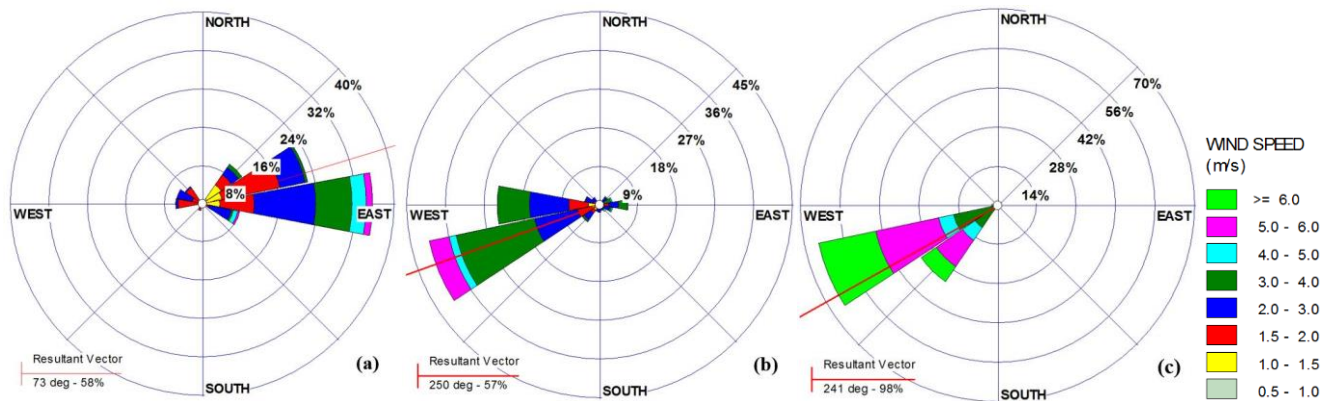 NORTH
40%
32%
24%
16%
8%
WEST
EAST
SOUTH
Resultant Vector
73 deg - 58%
(a)
NORTH
45%
36%
27%
18%
9%
WEST
EAST
SOUTH
Resultant Vector
250 deg - 57%
(b)
NORTH
70%
56%
42%
28%
14%
WEST
EAST
SOUTH
Resultant Vector
241 deg - 98%
(c)
WIND SPEED
(m/s)
>= 6.0
5.0 - 6.0
4.0 - 5.0
3.0 - 4.0
2.0 - 3.0
1.5 - 2.0
1.0 - 1.5
0.5 - 1.0